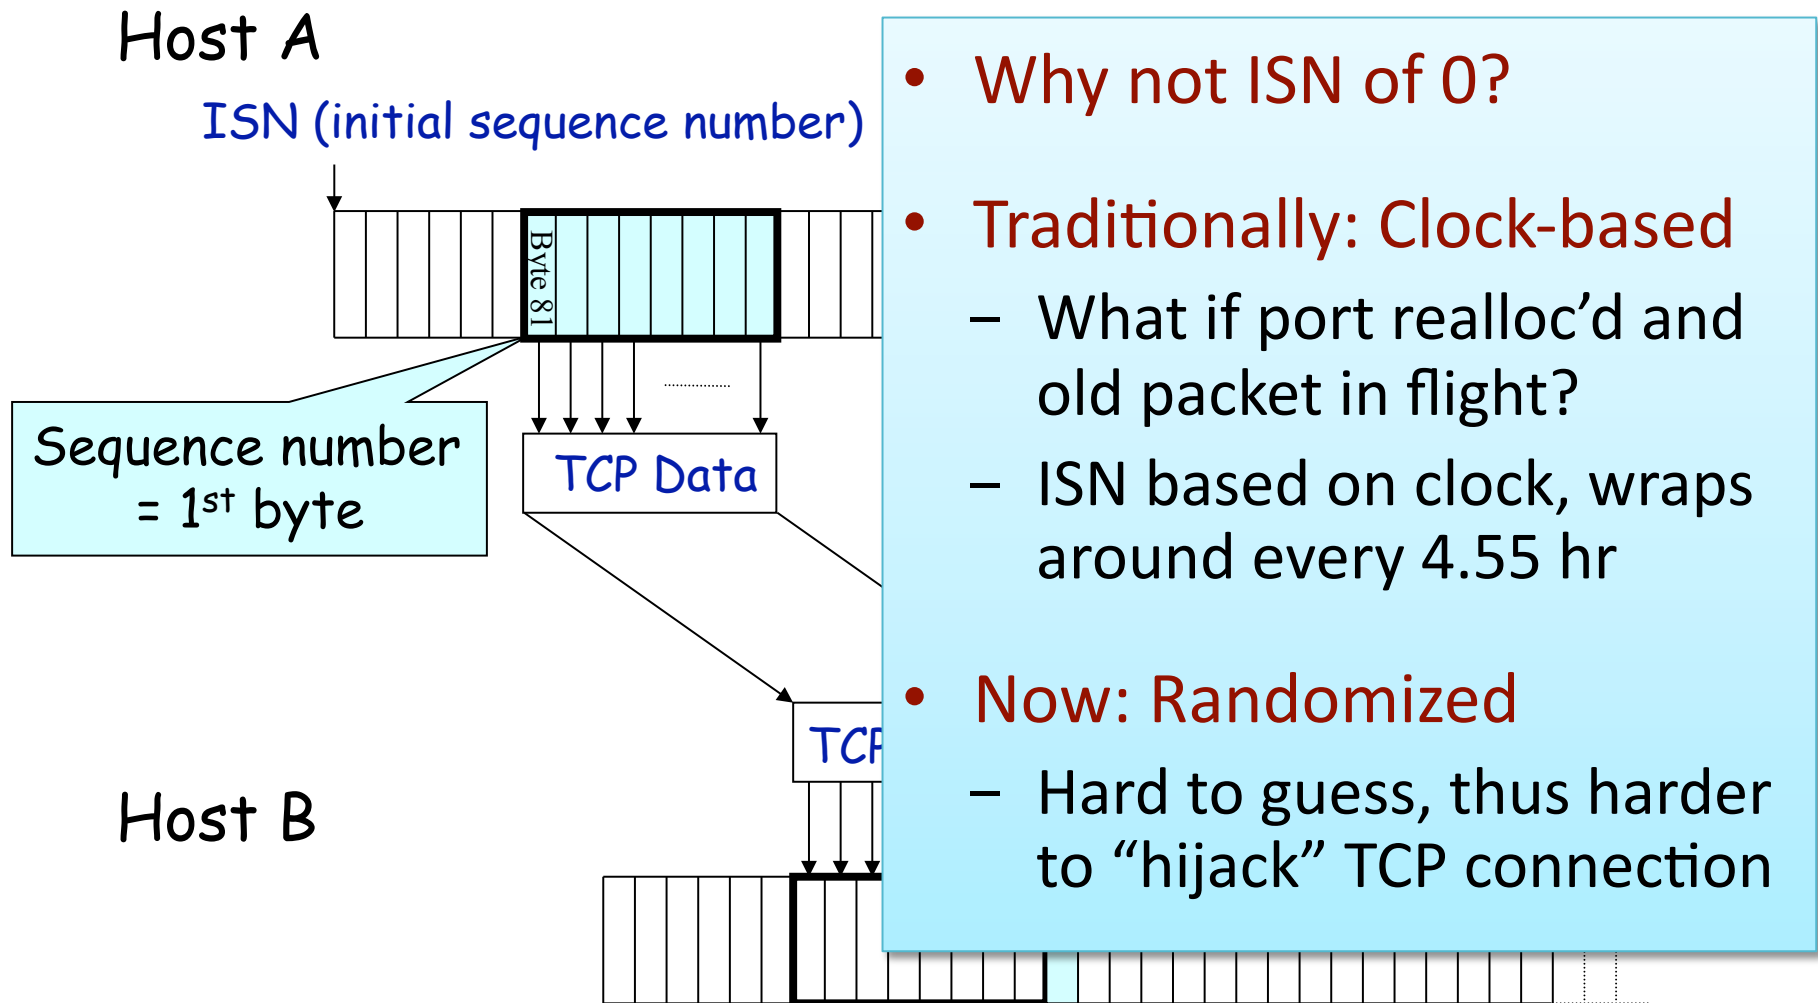 Host A
ISN (initial sequence number)
Byte 81
Sequence number
= 1st byte
TCP Data
TCP
Host B
• Why not ISN of 0?
• Traditionally: Clock-based
– What if port realloc’d and
old packet in flight?
– ISN based on clock, wraps
around every 4.55 hr
• Now: Randomized
– Hard to guess, thus harder
to “hijack” TCP connection